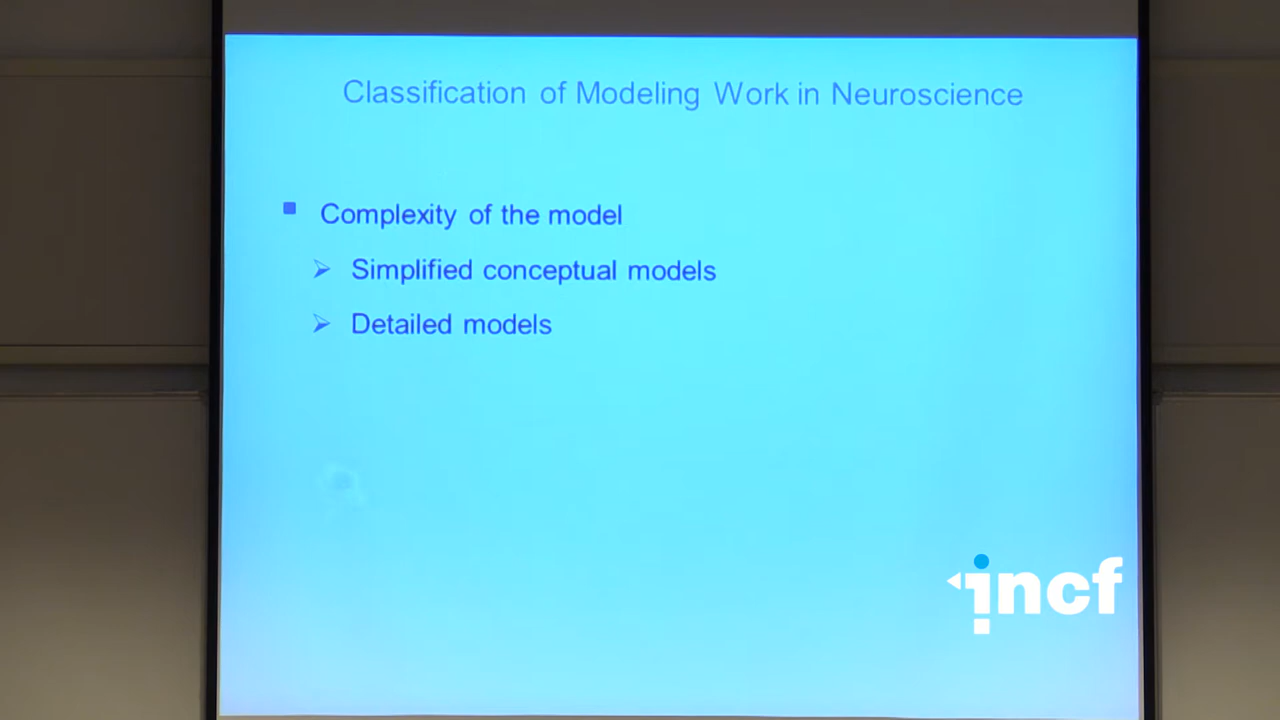 Classification of Modeling Work in Neuroscience
Complexity of the model
Simplified conceptual models
Detailed models
incf